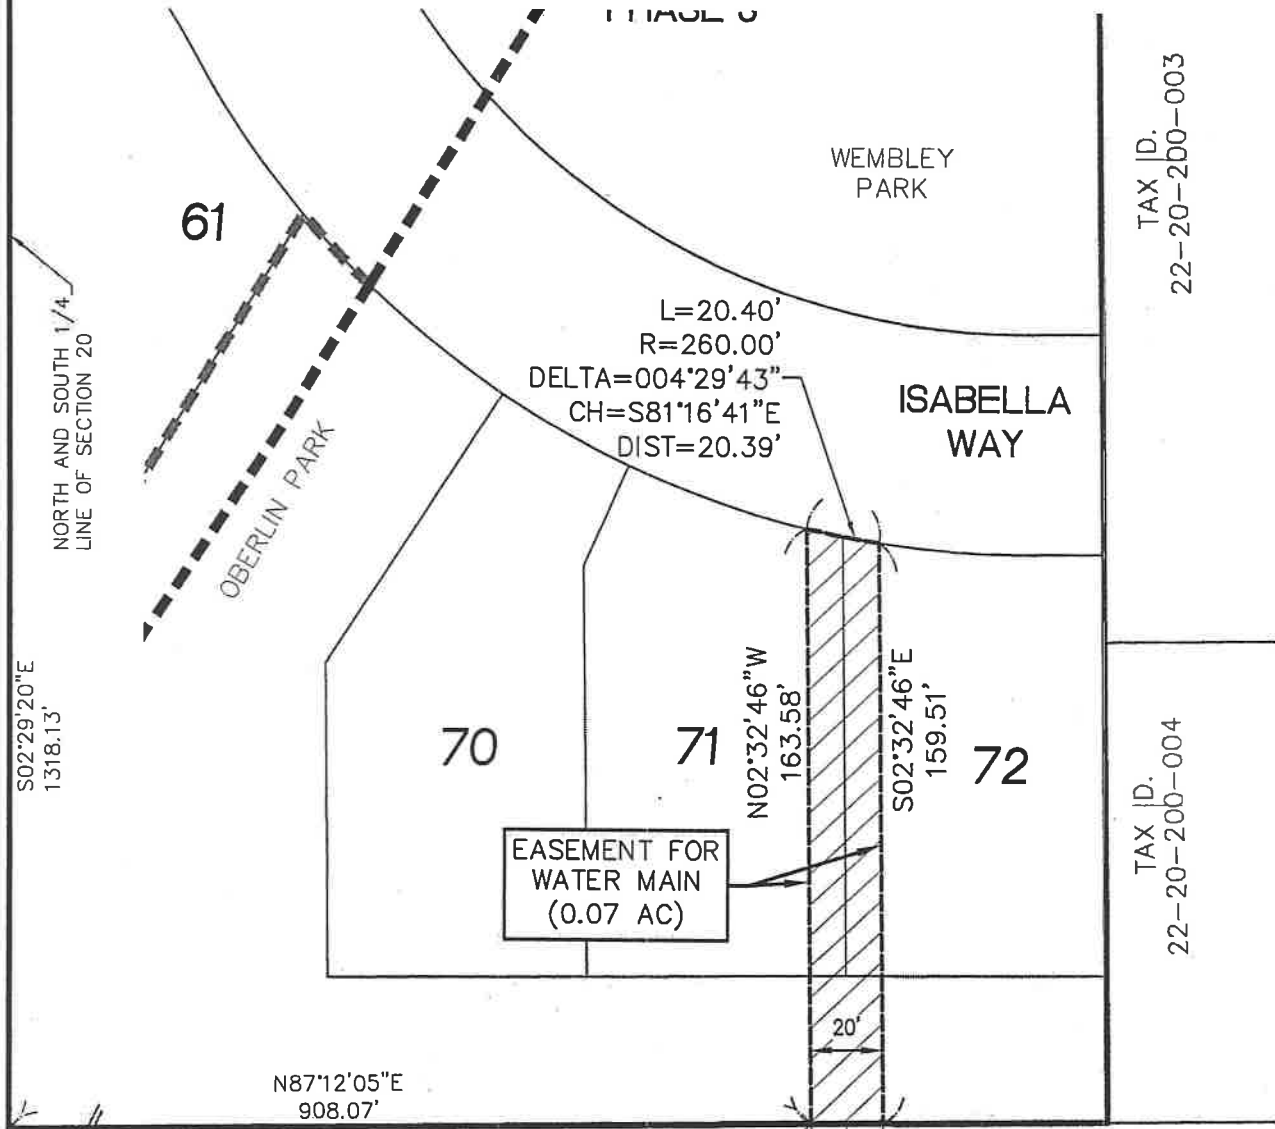 PHASE 3
WEMBLEY
PARK
TAX ID.
22-20-200-003
61
NORTH AND SOUTH 1/4
LINE OF SECTION 20
L=20.40'
R=260.00'
DELTA=004°29'43"
CH=S81°16'41"E
DIST=20.39'
ISABELLA
WAY
OBERLIN PARK
S02°29'20"E
1318.13'
70
71
N02°32'46"W
163.58'
S02°32'46"E
159.51'
72
TAX ID.
22-20-200-004
EASEMENT FOR
WATER MAIN
(0.07 AC)
20'
N87°12'05"E
908.07'